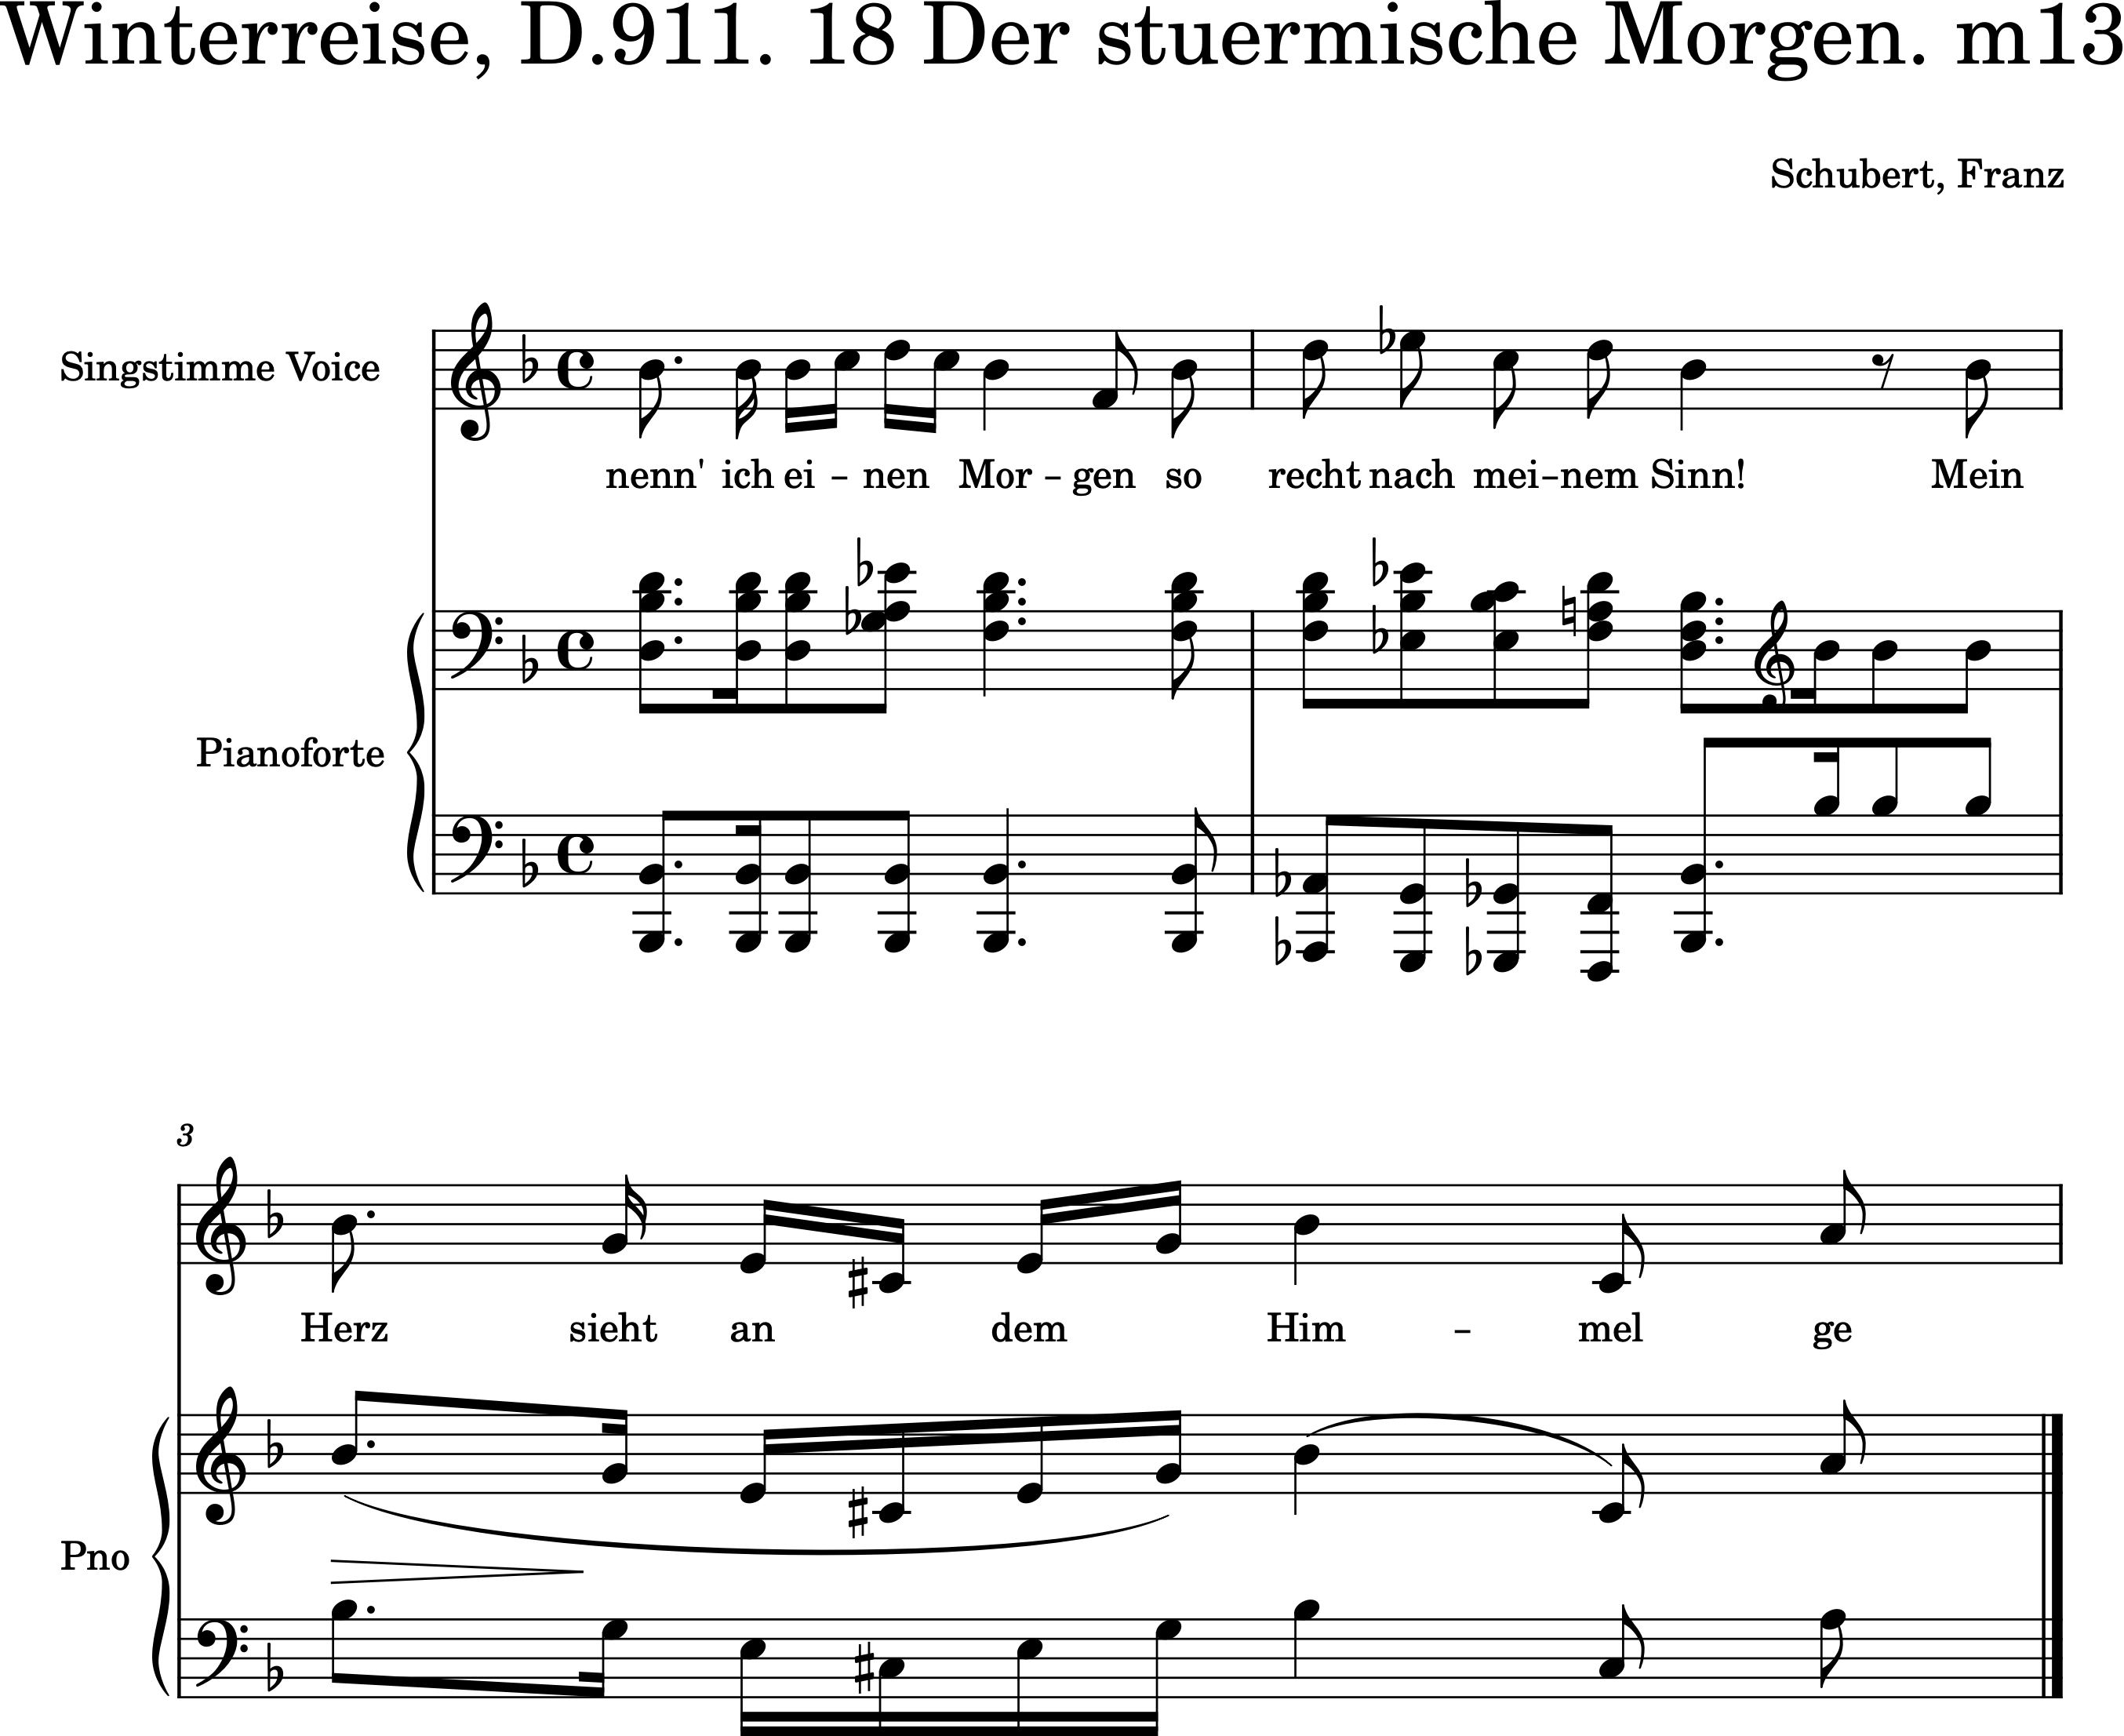 Winterreise, D.911. 18 Der stuermische Morgen. m13
Schubert, Franz
Singstimme Voice
nenn' ich ei – nen Mor – gen so recht nach mei – nem Sinn! Mein
Pianoforte
3
Herz sieht an dem Him – mel ge
Pno